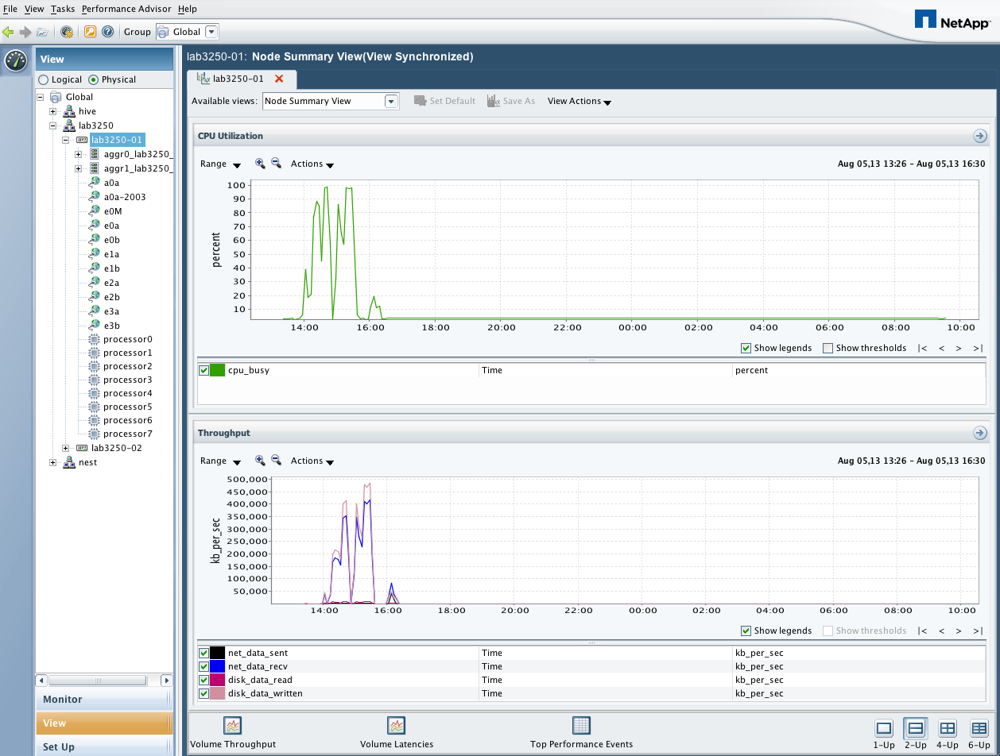 File View Tasks Performance Advisor Help
Group Global
NetApp
View
Logical Physical
Global
hive
lab3250
lab3250-01
aggr0_lab3250_
aggr1_lab3250_
a0a
a0a-2003
e0M
e0a
e0b
e1a
e1b
e2a
e2b
e3a
e3b
processor0
processor1
processor2
processor3
processor4
processor5
processor6
processor7
lab3250-02
nest
Monitor
View
Set Up
lab3250-01: Node Summary View(View Synchronized)
lab3250-01
Available views: Node Summary View Set Default Save As View Actions
CPU Utilization
Range Actions Aug 05,13 13:26 - Aug 05,13 16:30
100
90
80
70
60
50
40
30
20
10
percent
14:00 16:00 18:00 20:00 22:00 00:00 02:00 04:00 06:00 08:00 10:00
Show legends Show thresholds |< < > >|
cpu_busy Time percent
Throughput
Range Actions Aug 05,13 13:26 - Aug 05,13 16:30
500,000
450,000
400,000
350,000
300,000
250,000
200,000
150,000
100,000
50,000
kb_per_sec
14:00 16:00 18:00 20:00 22:00 00:00 02:00 04:00 06:00 08:00 10:00
Show legends Show thresholds |< < > >|
net_data_sent Time kb_per_sec
net_data_recv Time kb_per_sec
disk_data_read Time kb_per_sec
disk_data_written Time kb_per_sec
Volume Throughput Volume Latencies Top Performance Events 1-Up 2-Up 4-Up 6-Up